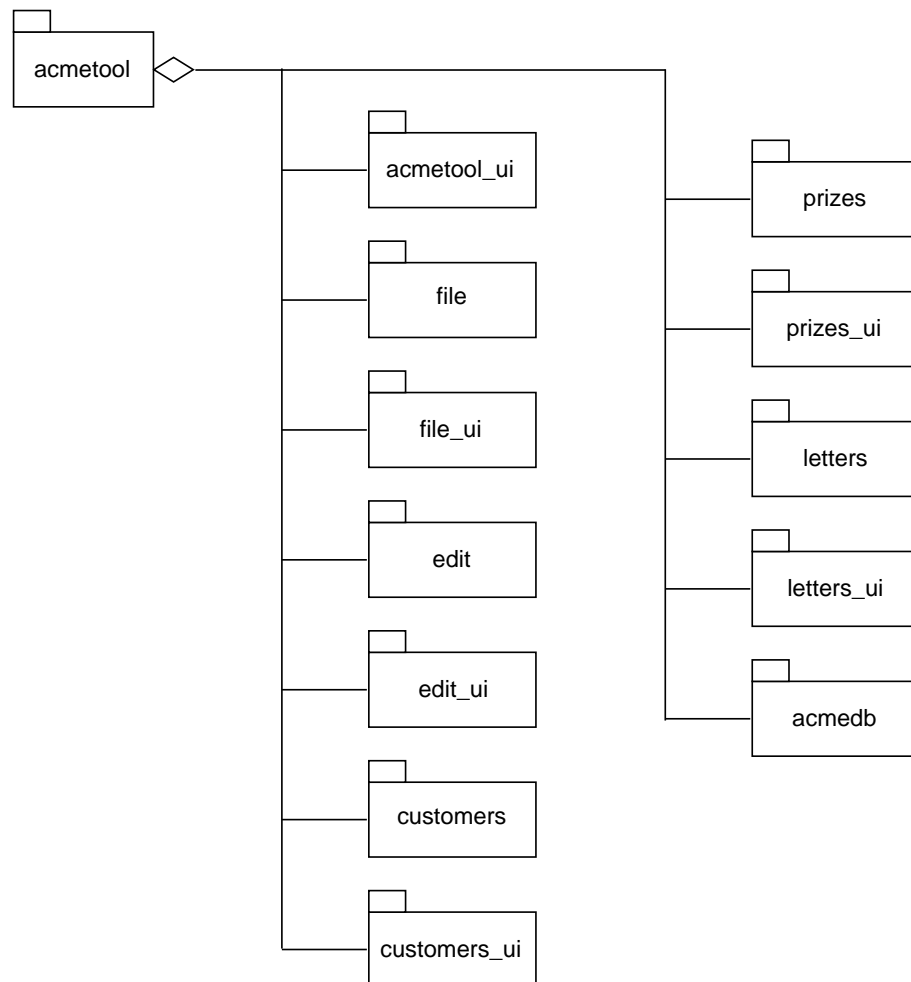 acmetool
acmetool_ui
file
file_ui
edit
edit_ui
customers
customers_ui
prizes
prizes_ui
letters
letters_ui
acmedb